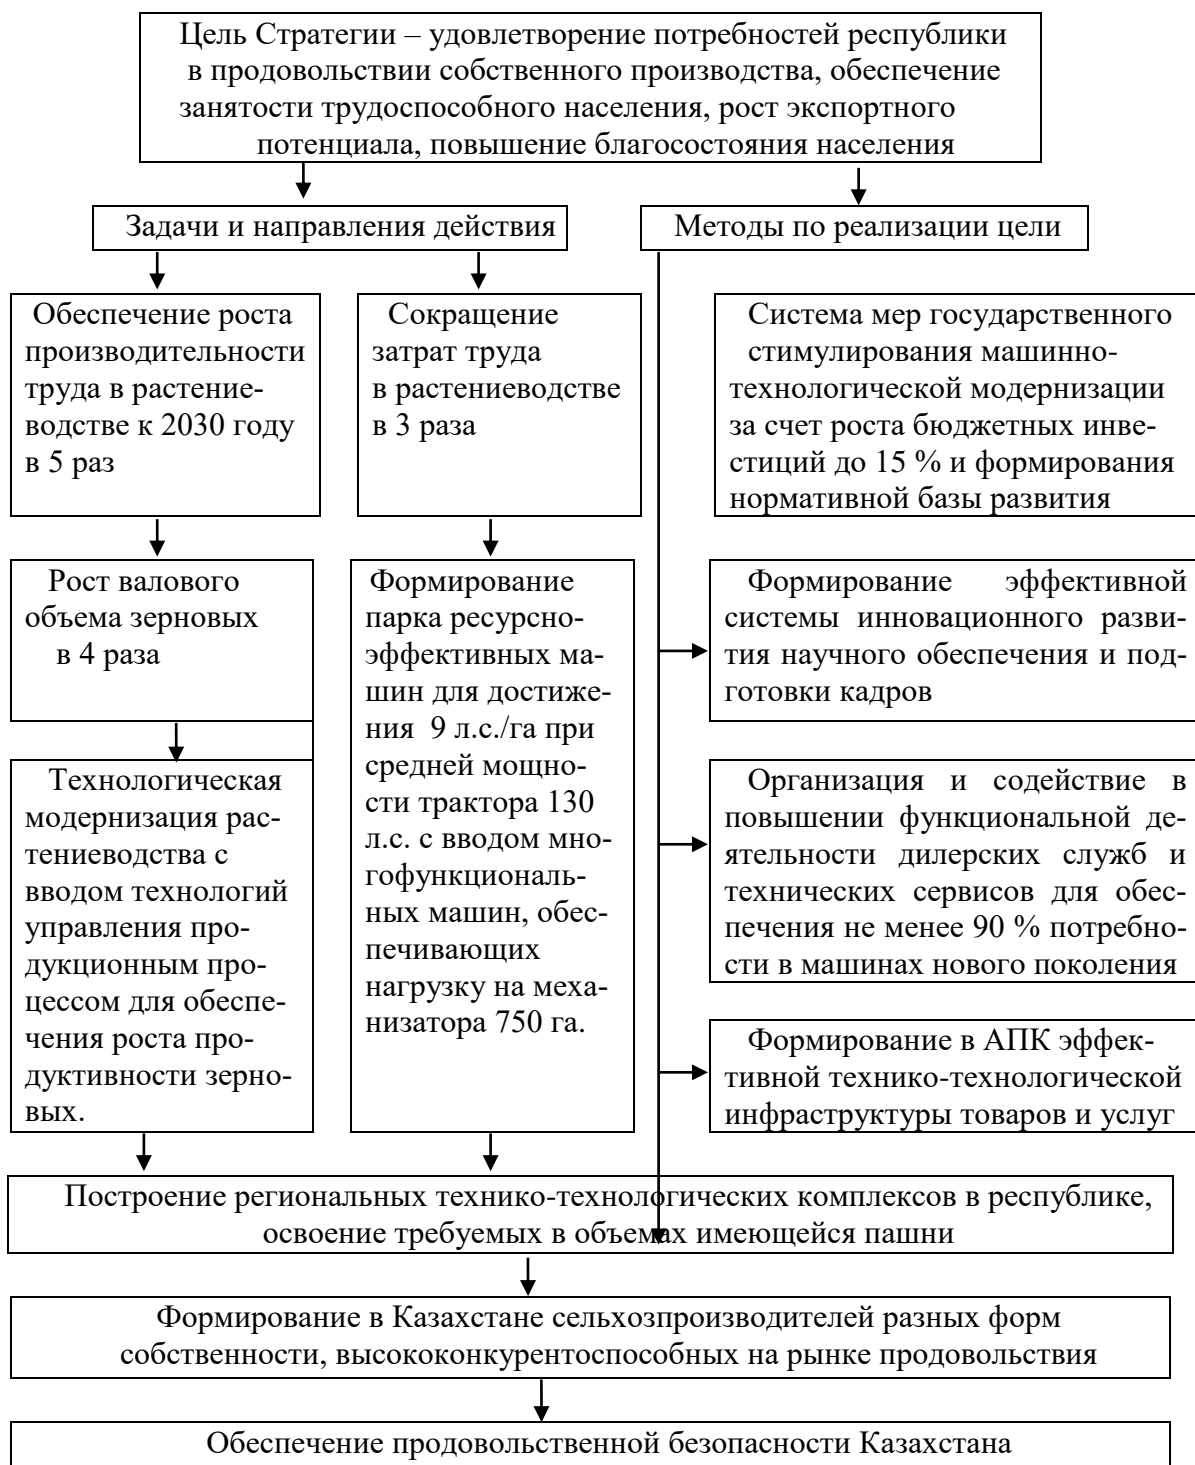 Цель Стратегии – удовлетворение потребностей республики
в продовольствии собственного производства, обеспечение
занятости трудоспособного населения, рост экспортного
потенциала, повышение благосостояния населения
Задачи и направления действия
Методы по реализации цели
Обеспечение роста
производительности
труда в растение-
водстве к 2030 году
в 5 раз
Сокращение
затрат труда
в растениеводстве
в 3 раза
Система мер государственного
стимулирования машинно-
технологической модернизации
за счет роста бюджетных инве-
стиций до 15 % и формирования
нормативной базы развития
Рост валового
объема зерновых
в 4 раза
Формирование
парка ресурсно-
эффективных ма-
шин для достиже-
ния 9 л.с./га при
средней мощно-
сти трактора 130
л.с. с вводом мно-
гофункциональ-
ных машин, обес-
печивающих
нагрузку на меха-
низатора 750 га.
Формирование эффективной
системы инновационного разви-
тия научного обеспечения и под-
готовки кадров
Технологическая
модернизация рас-
тениеводства с
вводом технологий
управления про-
дукционным про-
цессом для обеспе-
чения роста про-
дуктивности зерно-
вых.
Организация и содействие в
повышении функциональной де-
ятельности дилерских служб и
технических сервисов для обес-
печения не менее 90 % потребно-
сти в машинах нового поколения
Формирование в АПК эффек-
тивной технико-технологической
инфраструктуры товаров и услуг
Построение региональных технико-технологических комплексов в республике,
освоение требуемых в объемах имеющейся пашни
Формирование в Казахстане сельхозпроизводителей разных форм
собственности, высококонкурентоспособных на рынке продовольствия
Обеспечение продовольственной безопасности Казахстана